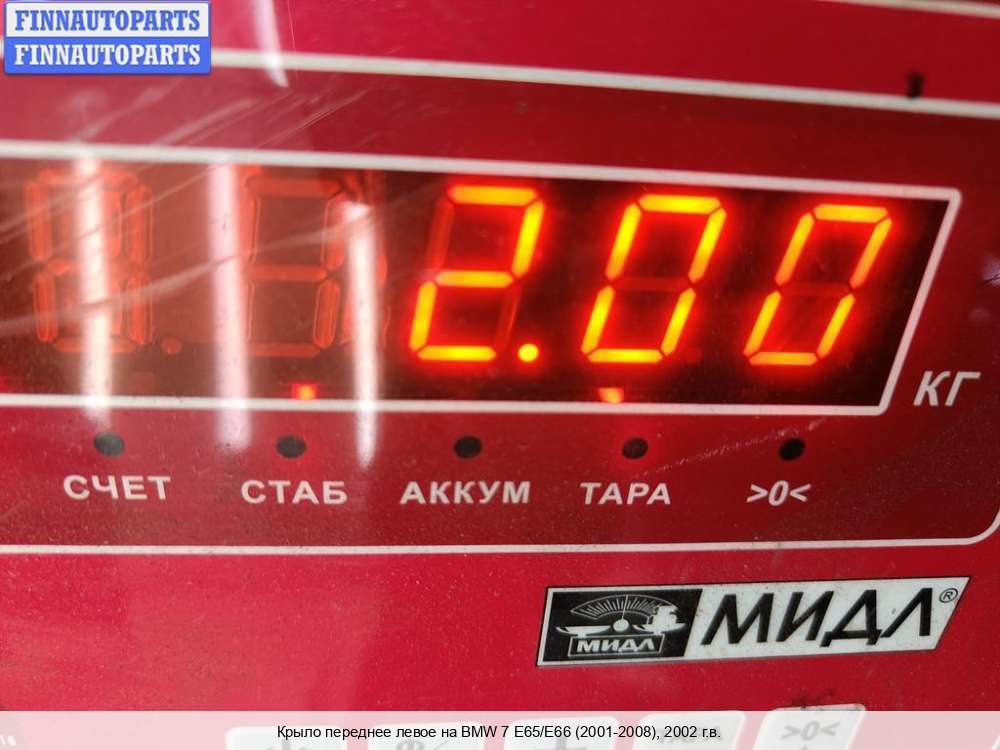 FINNAUTOPARTS
FINNAUTOPARTS
2.00
КГ
СЧЕТ СТАБ АККУМ ТАРА >0<
МИДЛ МИДЛ®
>0<
Крыло переднее левое на BMW 7 E65/E66 (2001-2008), 2002 г.в.